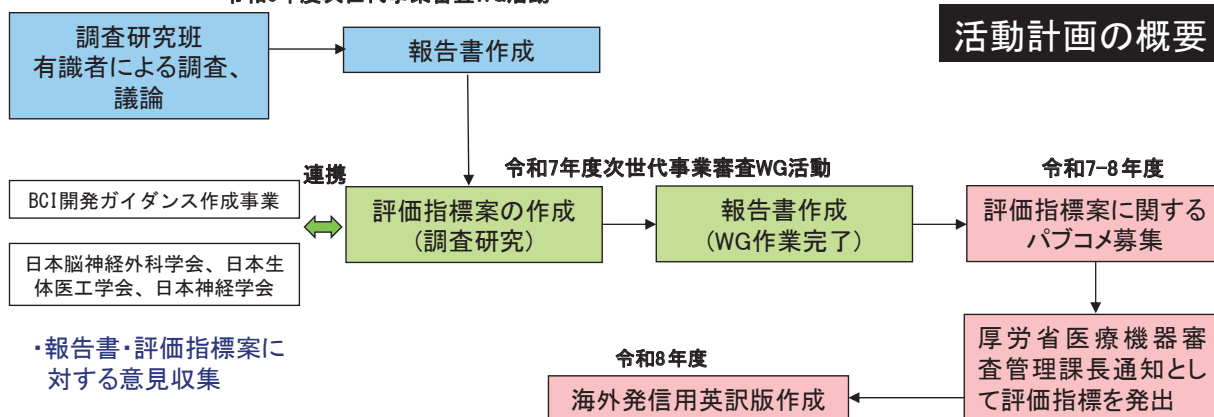 活動計画の概要
調査研究班
有識者による調査、
議論
報告書作成
連携
令和7年度次世代事業審査WG活動
令和7-8年度
BCI開発ガイダンス作成事業
日本脳神経外科学会、日本生
体医工学会、日本神経学会
評価指標案の作成
(調査研究)
報告書作成
(WG作業完了)
評価指標案に関する
パブコメ募集
・報告書・評価指標案に
対する意見収集
令和8年度
海外発信用英訳版作成
厚労省医療機器審
査管理課長通知とし
て評価指標を発出